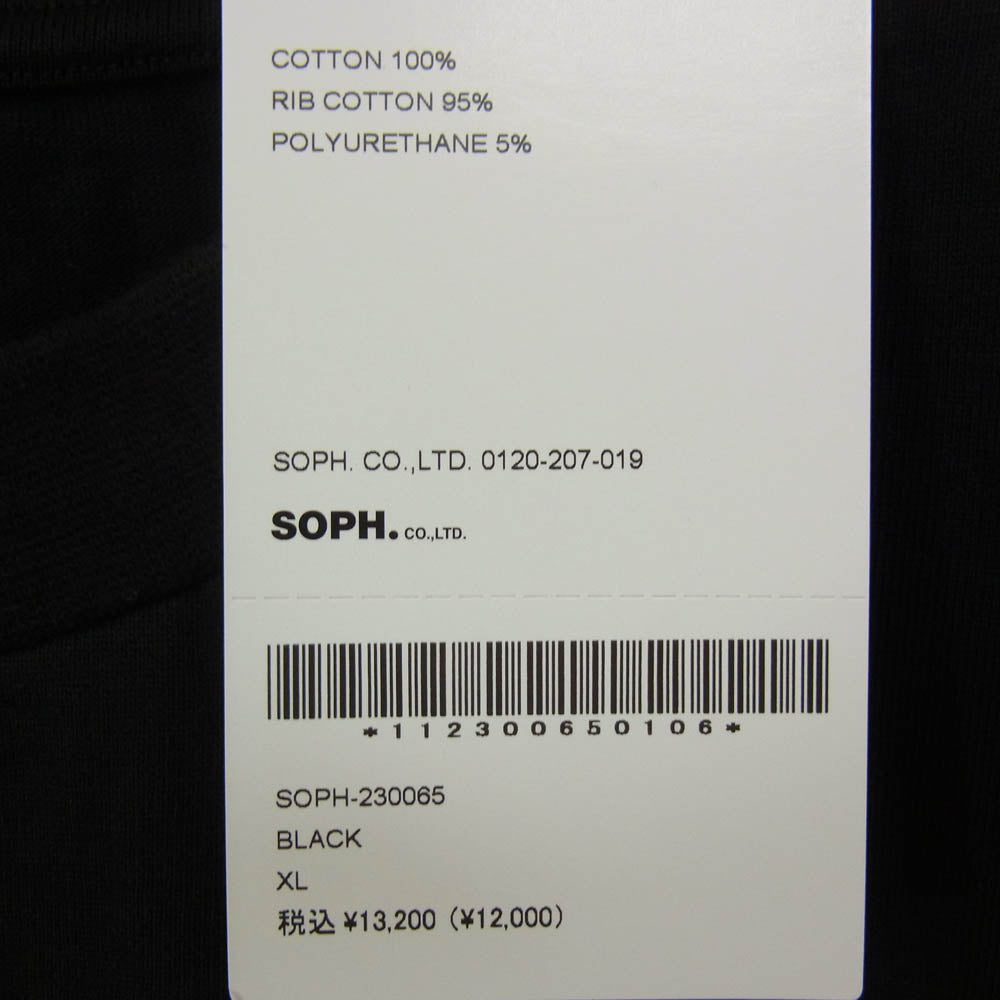 COTTON 100%
RIB COTTON 95%
POLYURETHANE 5%
SOPH. CO.,LTD. 0120-207-019
SOPH. CO.,LTD.
*112300650106*
SOPH-230065
BLACK
XL
税込 ¥13,200 (¥12,000)